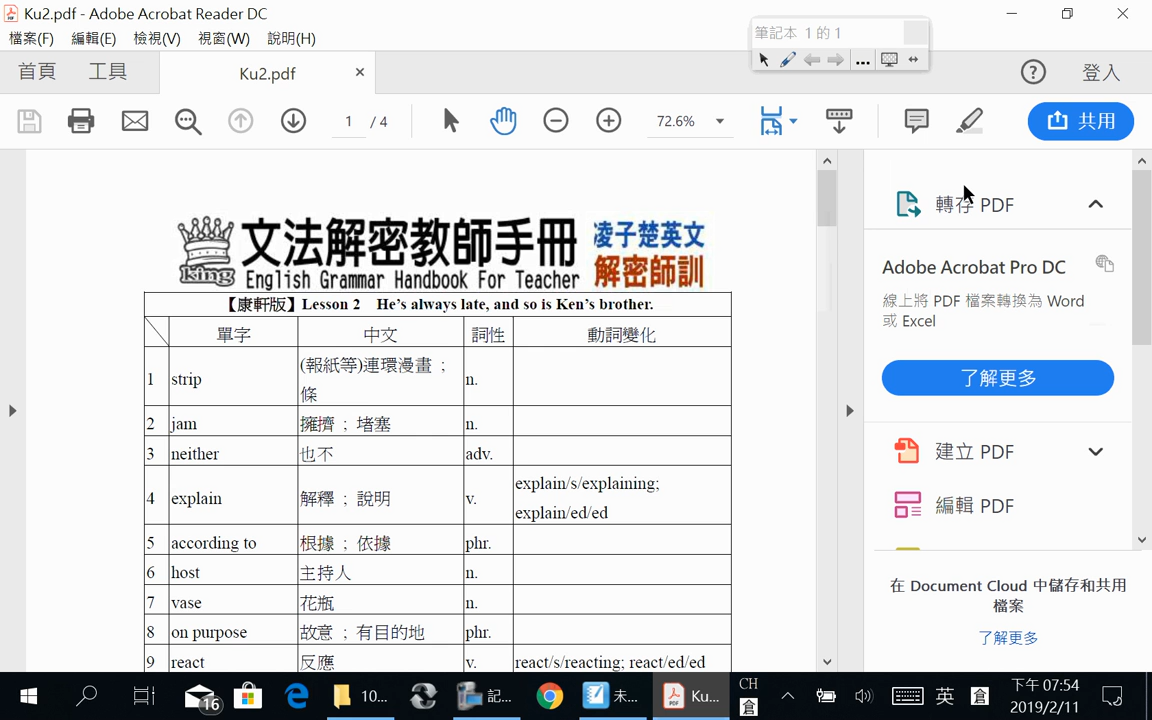 Ku2.pdf - Adobe Acrobat Reader DC
檔案(F) 編輯(E) 檢視(V) 視窗(W) 說明(H)
筆記本 1 的 1
首頁 工具 Ku2.pdf 登入
1 / 4 72.6% 共用
文法解密教師手冊 凌子楚英文
King English Grammar Handbook For Teacher 解密師訓
【康軒版】Lesson 2 He's always late, and so is Ken's brother.
單字 中文 詞性 動詞變化
1 strip (報紙等)連環漫畫；條 n.
2 jam 擁擠；堵塞 n.
3 neither 也不 adv.
4 explain 解釋；說明 v. explain/s/explaining; explain/ed/ed
5 according to 根據；依據 phr.
6 host 主持人 n.
7 vase 花瓶 n.
8 on purpose 故意；有目的地 phr.
9 react 反應 v. react/s/reacting; react/ed/ed
轉存 PDF
Adobe Acrobat Pro DC
線上將 PDF 檔案轉換為 Word
或 Excel
了解更多
建立 PDF
編輯 PDF
在 Document Cloud 中儲存和共用
檔案
了解更多
16 10... 記... 未... Ku... CH 倉 英 倉 下午 07:54
2019/2/11